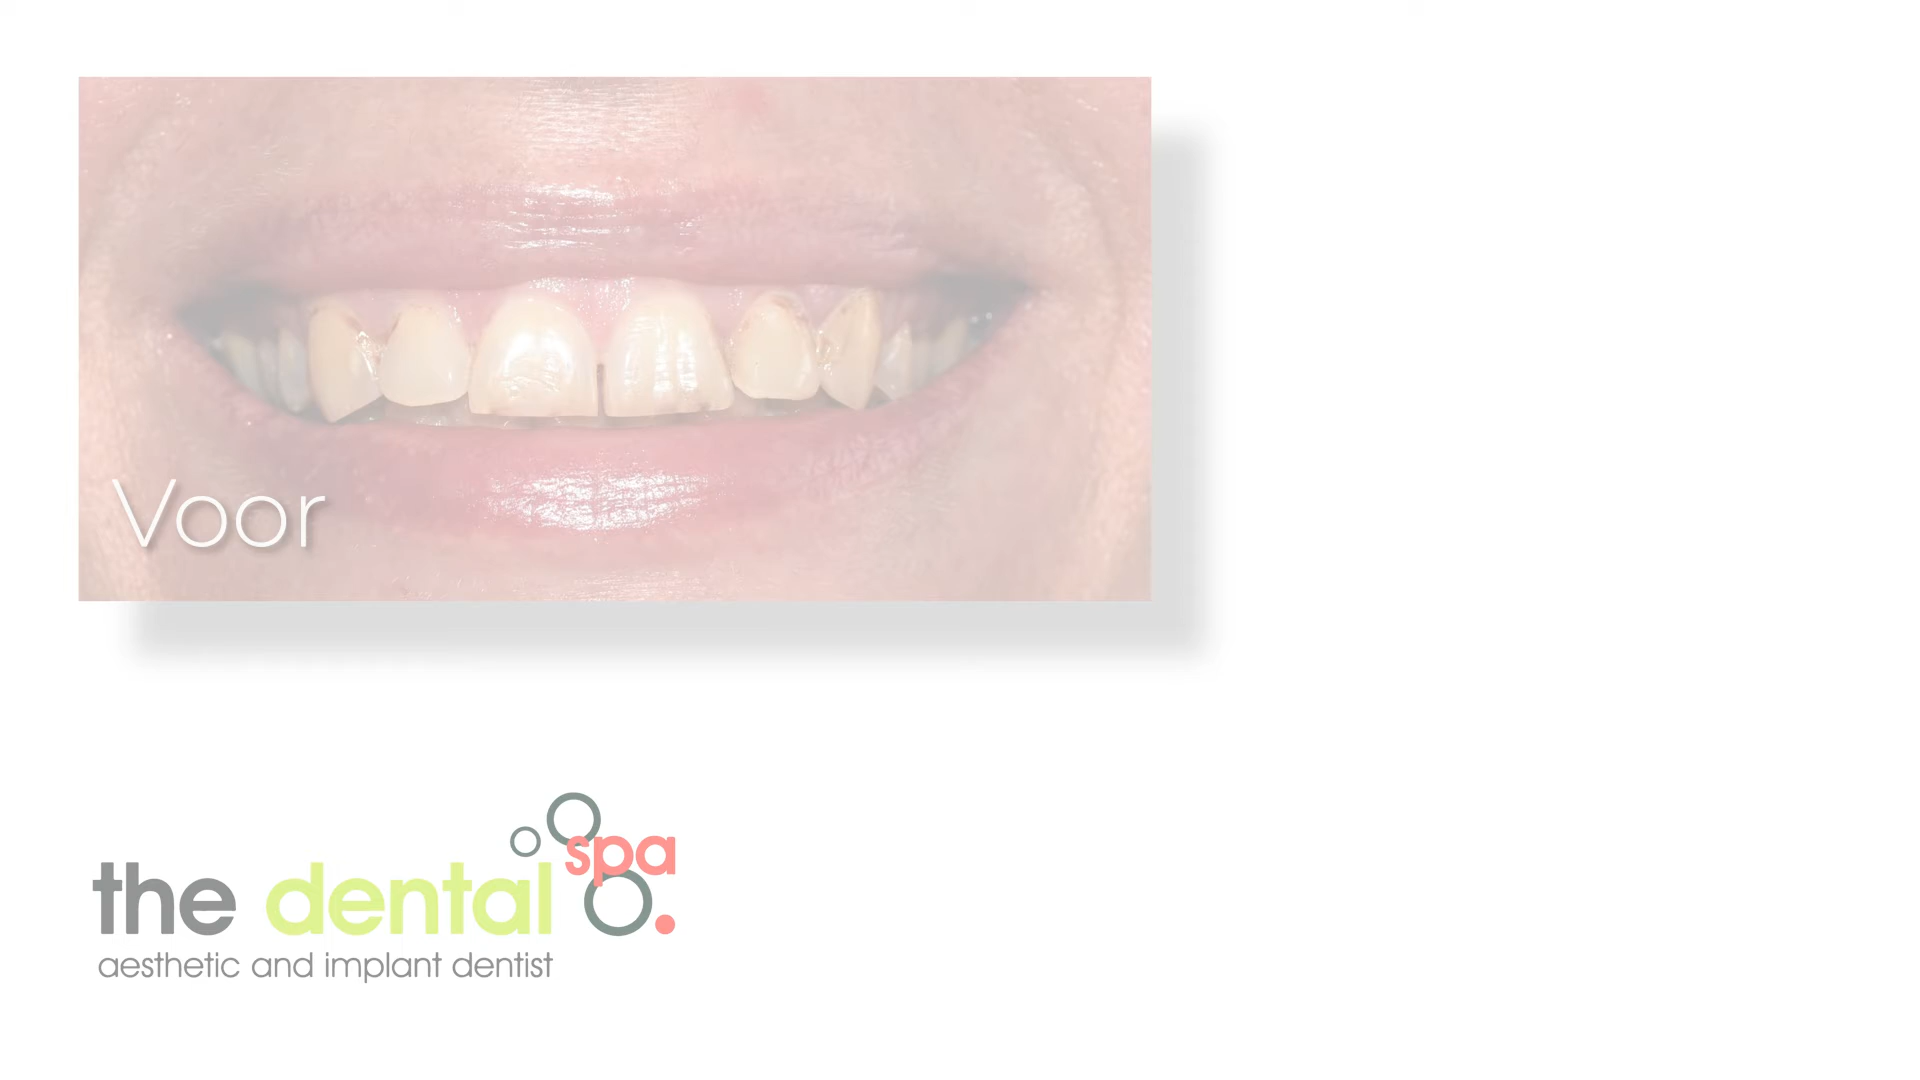 Voor
the dental spa.
aesthetic and implant dentist